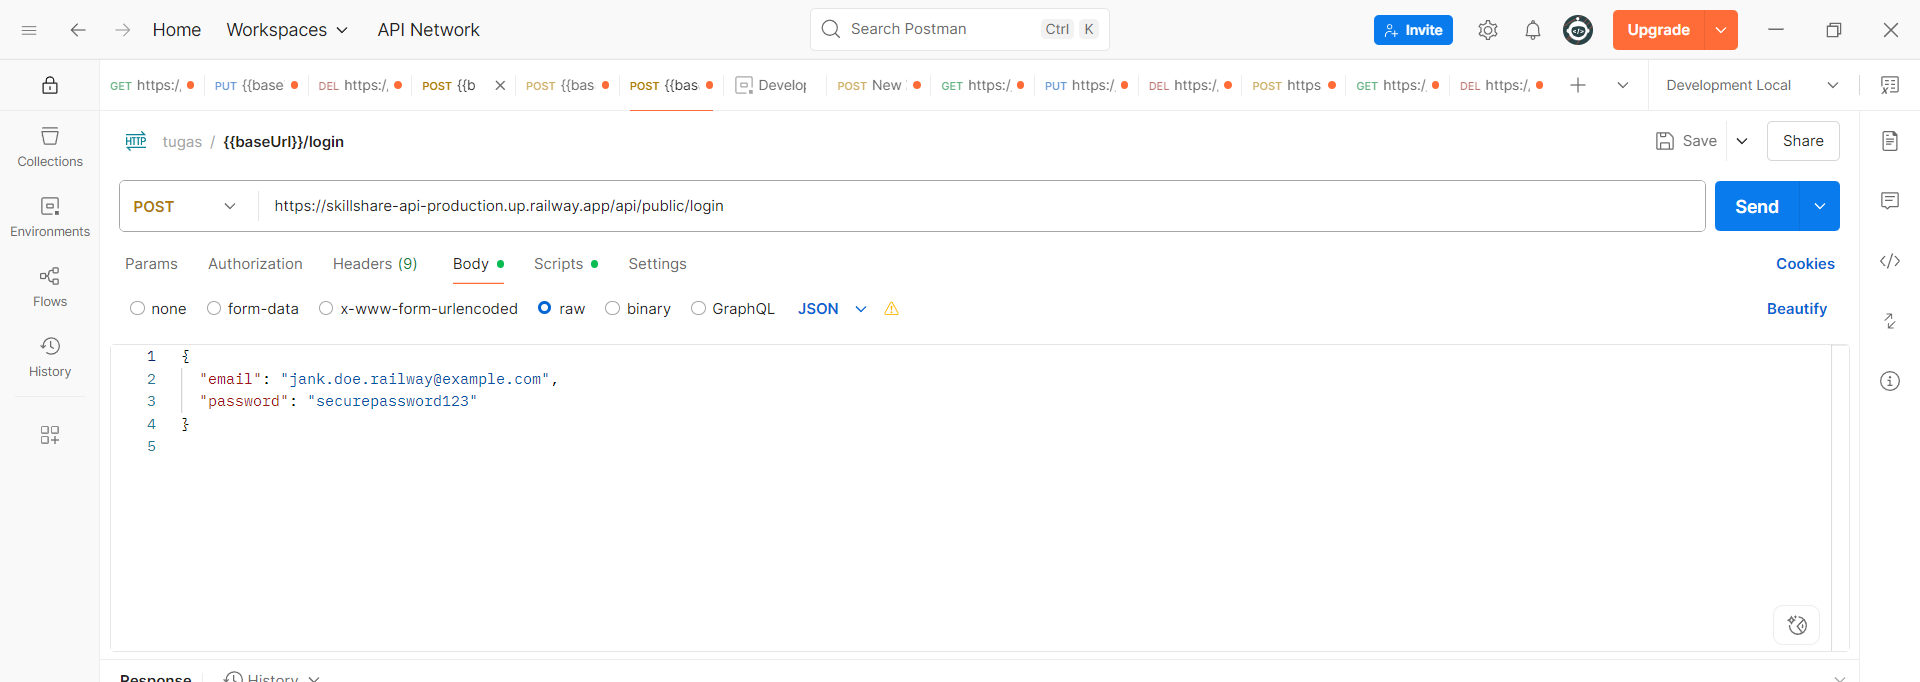 Home Workspaces API Network Search Postman Ctrl K Invite Upgrade
GET https:/, PUT {{base DEL https:/, POST {{b POST {{bas POST {{bas Develop POST New GET https:/ PUT https:/ DEL https:/, POST https GET https:/, DEL https:/, Development Local
HTTP tugas / {{baseUrl}}/login Save Share
Collections
POST https://skillshare-api-production.up.railway.app/api/public/login Send
Environments
Params Authorization Headers (9) Body Scripts Settings Cookies
Flows
none form-data x-www-form-urlencoded raw binary GraphQL JSON Beautify
History
1 {
2 "email": "jank.doe.railway@example.com",
3 "password": "securepassword123"
4 }
5
Response History